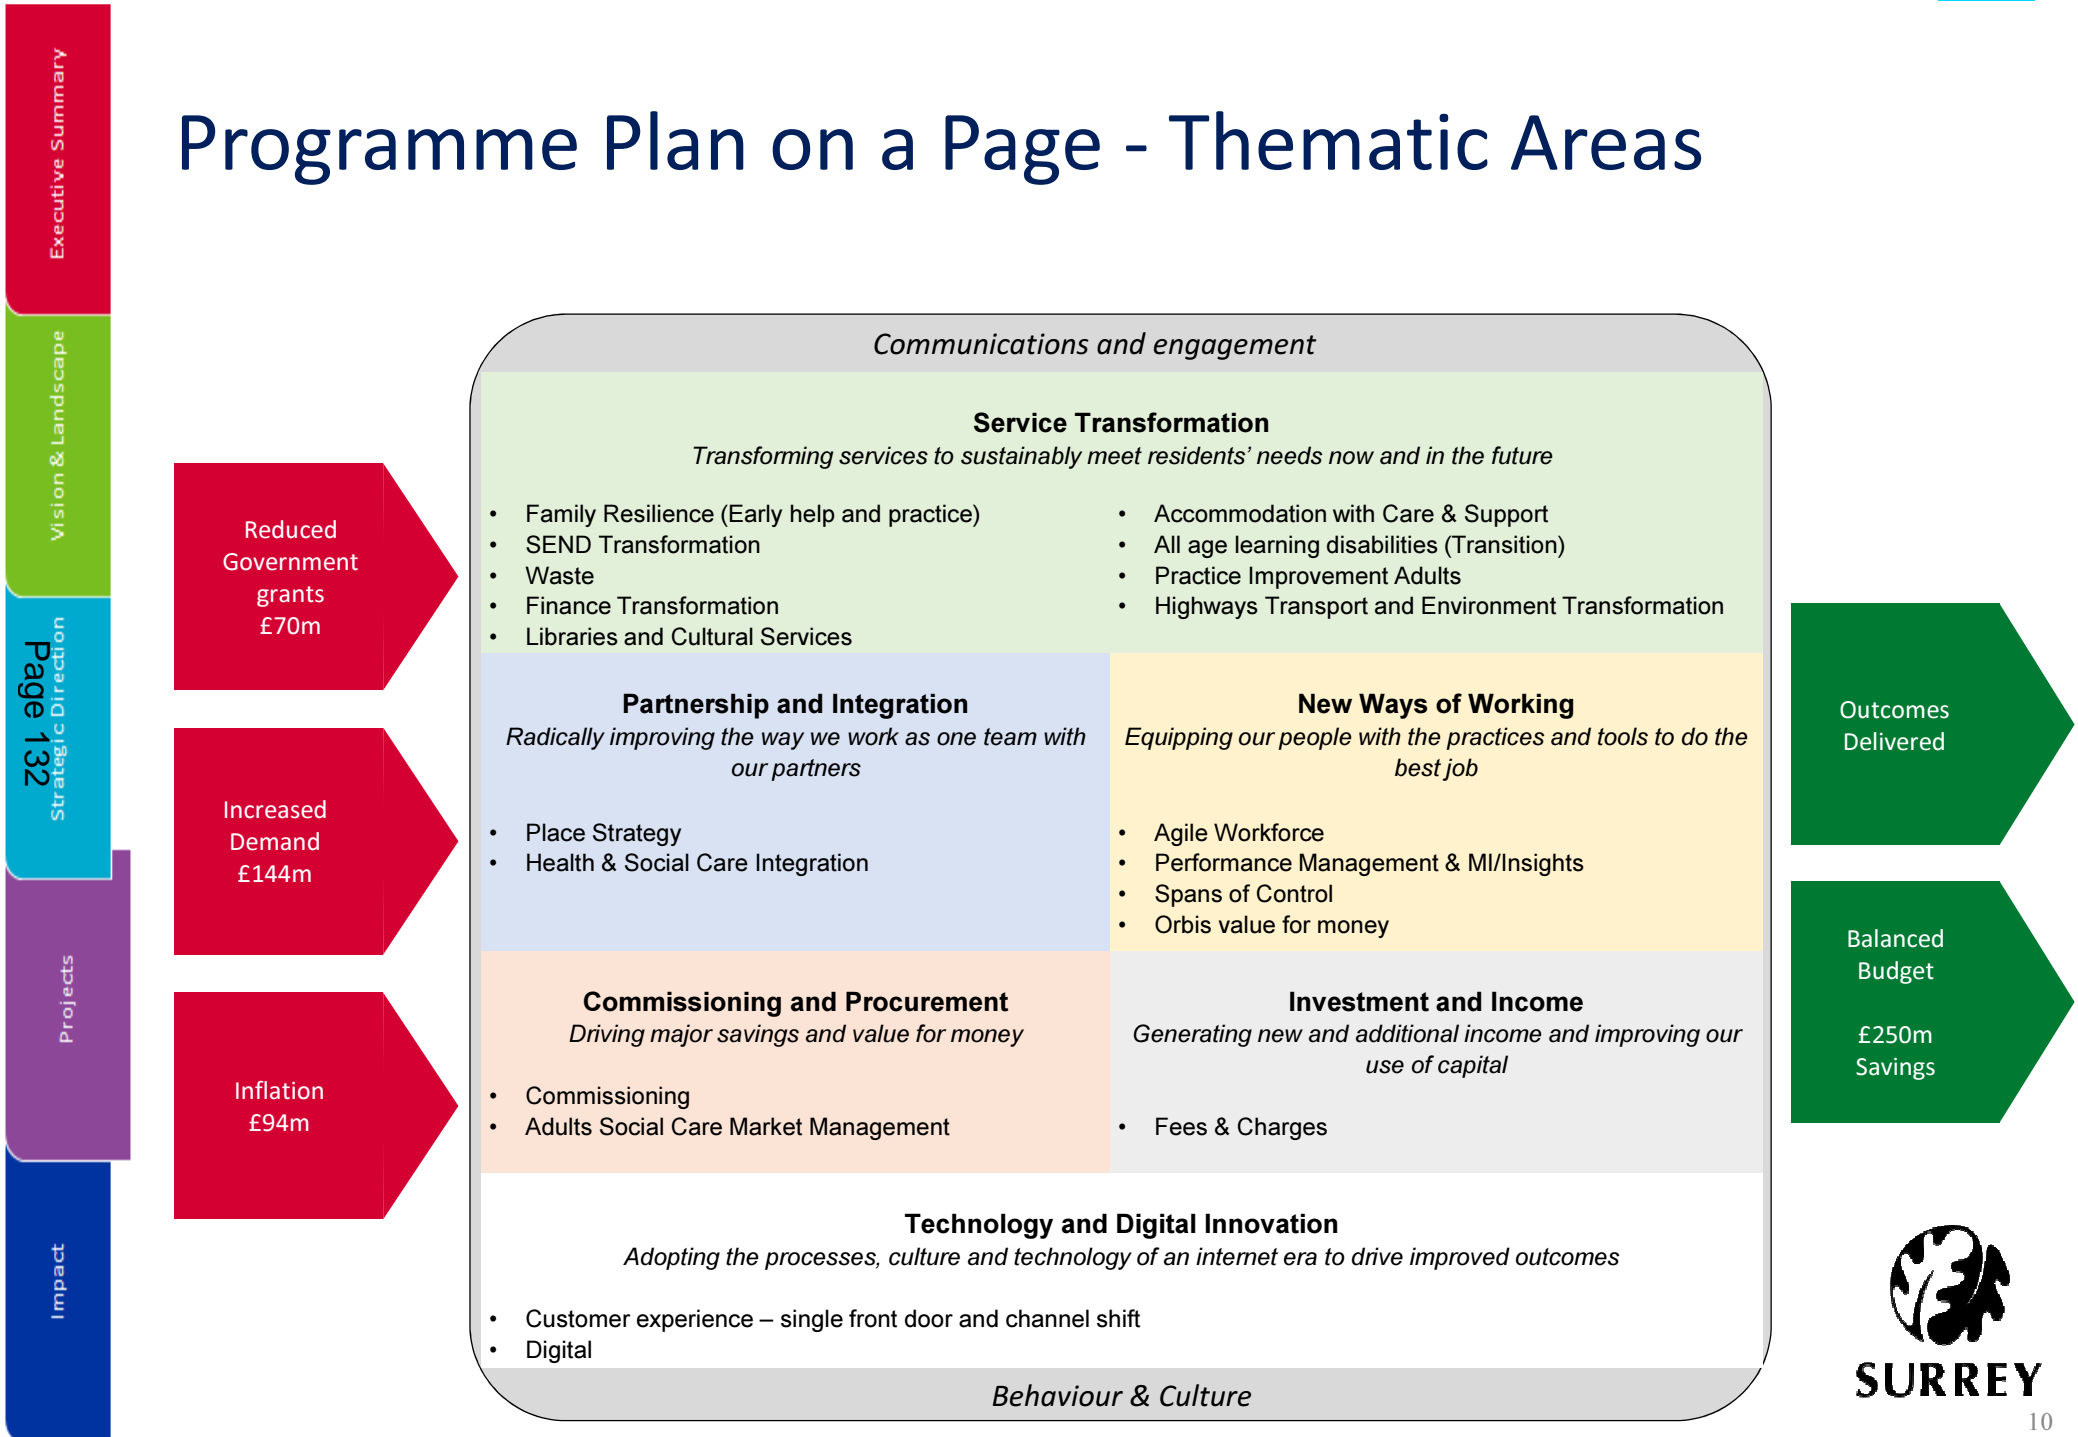 Programme Plan on a Page - Thematic Areas
Executive Summary
Vision & Landscape
Strategic Direction
Page 132
Projects
Impact
Reduced
Government
grants
£70m
Increased
Demand
£144m
Inflation
£94m
Communications and engagement
Service Transformation
Transforming services to sustainably meet residents’ needs now and in the future
• Family Resilience (Early help and practice)
• SEND Transformation
• Waste
• Finance Transformation
• Libraries and Cultural Services
• Accommodation with Care & Support
• All age learning disabilities (Transition)
• Practice Improvement Adults
• Highways Transport and Environment Transformation
Partnership and Integration
Radically improving the way we work as one team with
our partners
• Place Strategy
• Health & Social Care Integration
New Ways of Working
Equipping our people with the practices and tools to do the
best job
• Agile Workforce
• Performance Management & MI/Insights
• Spans of Control
• Orbis value for money
Commissioning and Procurement
Driving major savings and value for money
• Commissioning
• Adults Social Care Market Management
Investment and Income
Generating new and additional income and improving our
use of capital
• Fees & Charges
Technology and Digital Innovation
Adopting the processes, culture and technology of an internet era to drive improved outcomes
• Customer experience – single front door and channel shift
• Digital
Behaviour & Culture
Outcomes
Delivered
Balanced
Budget
£250m
Savings
SURREY
10